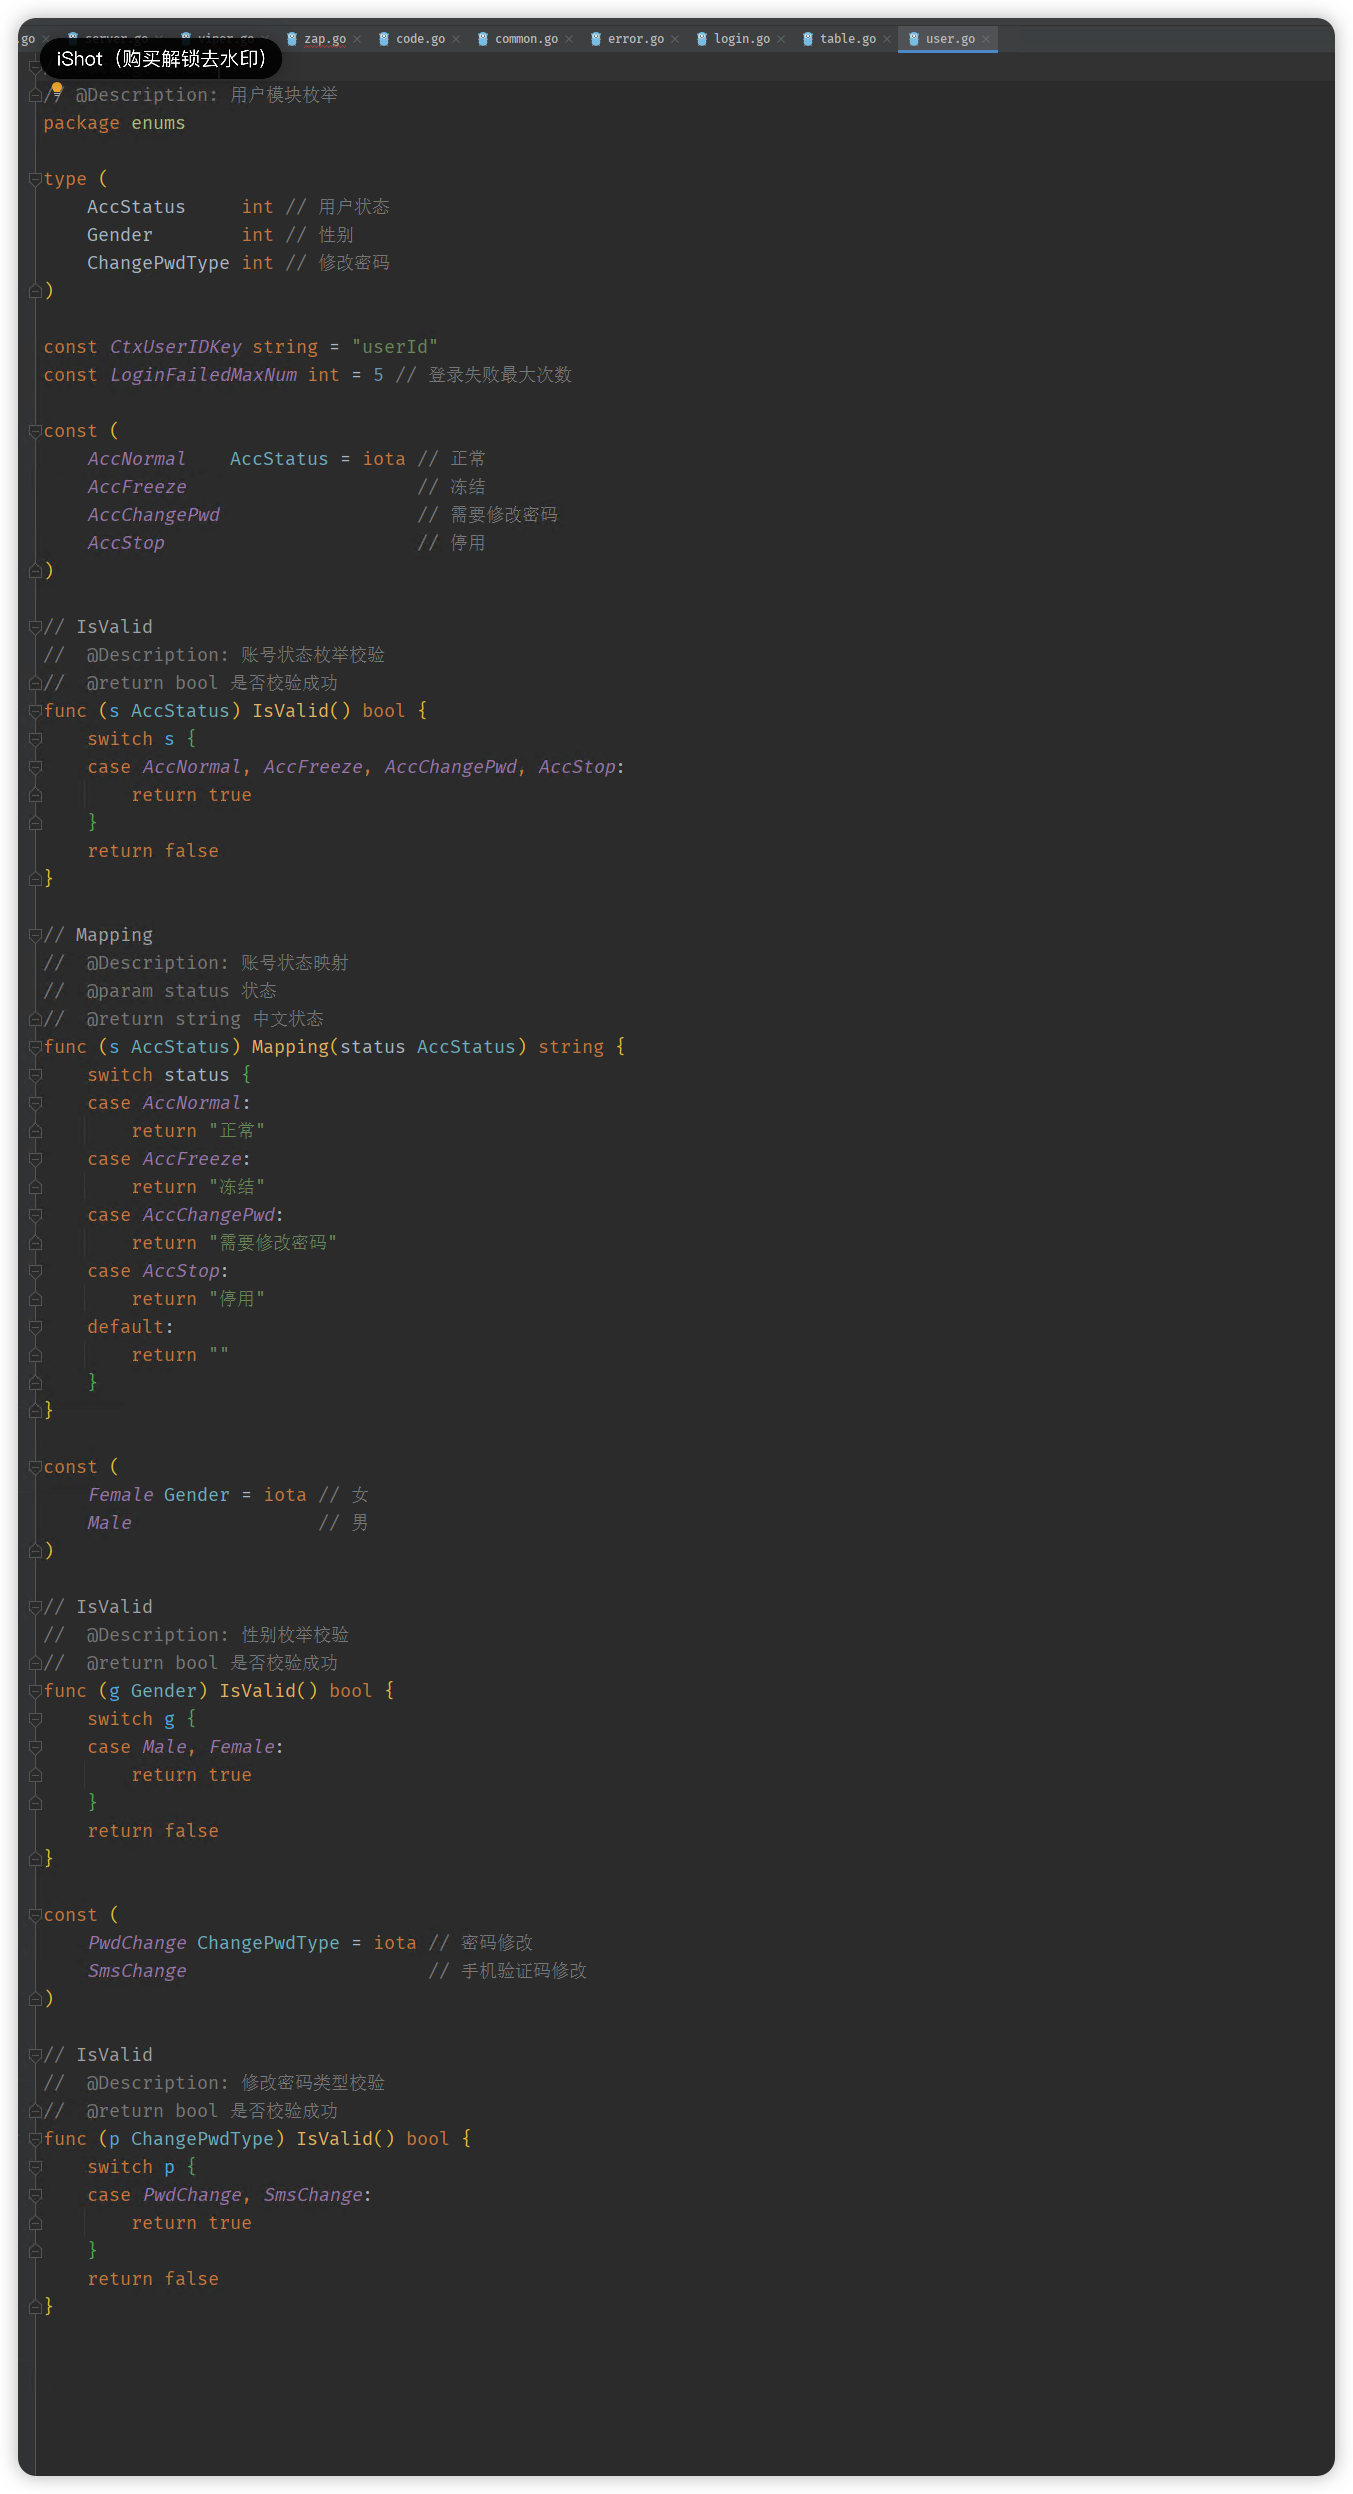 .go server.go viper.go zap.go code.go common.go error.go login.go table.go user.go
iShot（购买解锁去水印）
// @Description: 用户模块枚举
package enums
type (
AccStatus int // 用户状态
Gender int // 性别
ChangePwdType int // 修改密码
)
const CtxUserIDKey string = "userId"
const LoginFailedMaxNum int = 5 // 登录失败最大次数
const (
AccNormal AccStatus = iota // 正常
AccFreeze // 冻结
AccChangePwd // 需要修改密码
AccStop // 停用
)
// IsValid
// @Description: 账号状态枚举校验
// @return bool 是否校验成功
func (s AccStatus) IsValid() bool {
switch s {
case AccNormal, AccFreeze, AccChangePwd, AccStop:
return true
}
return false
}
// Mapping
// @Description: 账号状态映射
// @param status 状态
// @return string 中文状态
func (s AccStatus) Mapping(status AccStatus) string {
switch status {
case AccNormal:
return "正常"
case AccFreeze:
return "冻结"
case AccChangePwd:
return "需要修改密码"
case AccStop:
return "停用"
default:
return ""
}
}
const (
Female Gender = iota // 女
Male // 男
)
// IsValid
// @Description: 性别枚举校验
// @return bool 是否校验成功
func (g Gender) IsValid() bool {
switch g {
case Male, Female:
return true
}
return false
}
const (
PwdChange ChangePwdType = iota // 密码修改
SmsChange // 手机验证码修改
)
// IsValid
// @Description: 修改密码类型校验
// @return bool 是否校验成功
func (p ChangePwdType) IsValid() bool {
switch p {
case PwdChange, SmsChange:
return true
}
return false
}